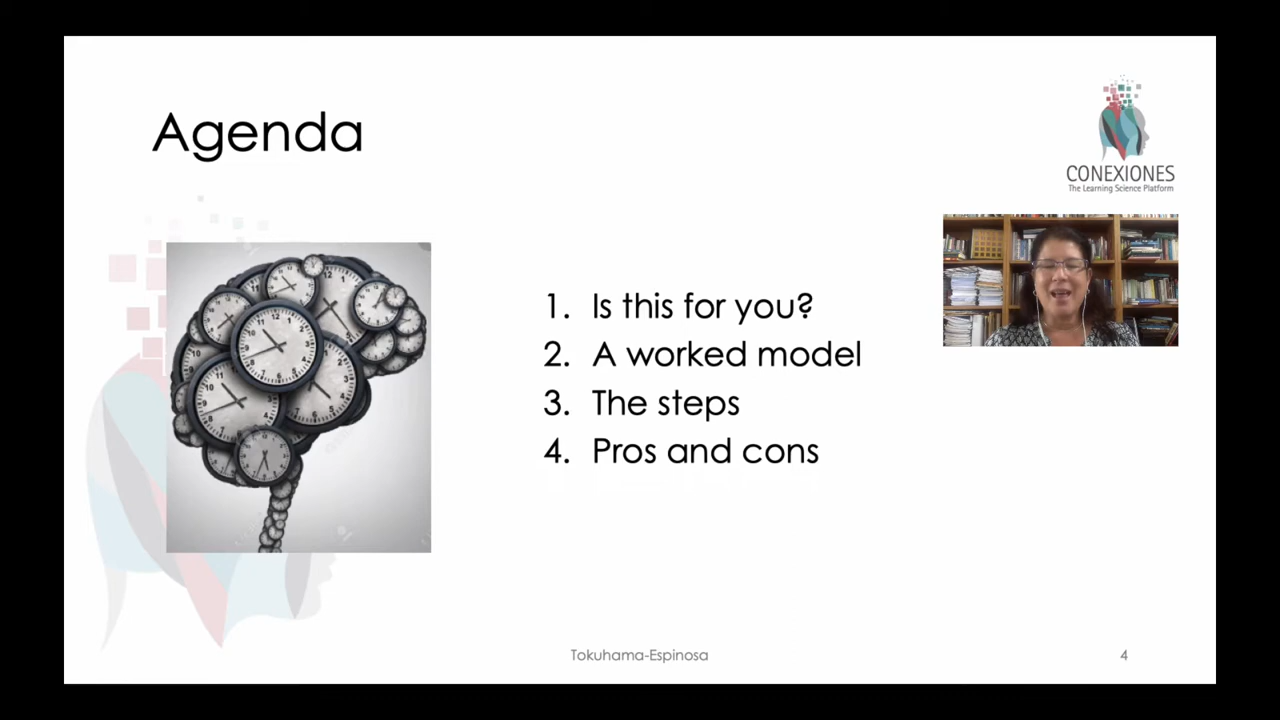 Agenda
CONEXIONES
The Learning Science Platform
1. Is this for you?
2. A worked model
3. The steps
4. Pros and cons
Tokuhama-Espinosa
4